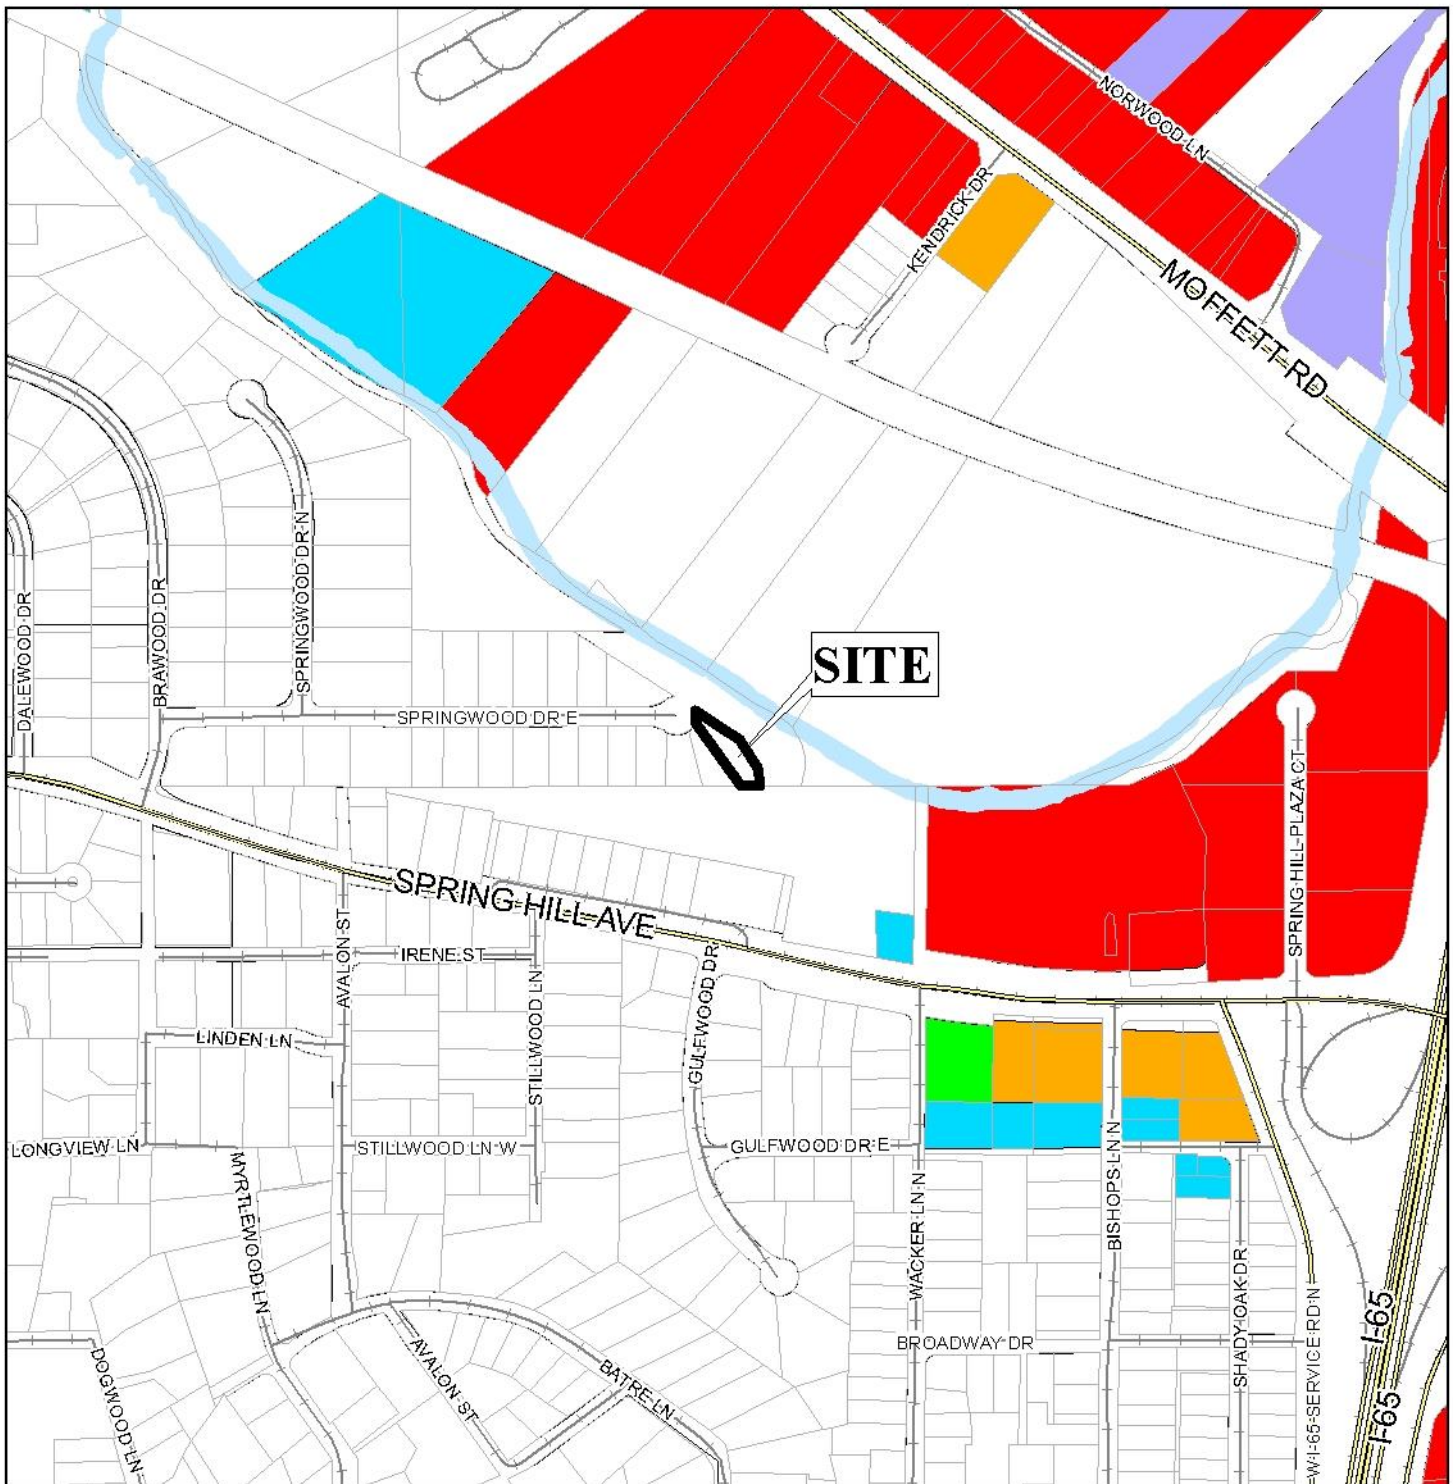 NORWOOD LN
KENDRICK DR
MOFFETT RD
SITE
DALEWOOD DR
BRAWOOD DR
SPRINGWOOD DR N
SPRINGWOOD DR E
SPRING HILL PLAZA CT
SPRING HILL AVE
AVALON ST
IRENE ST
STILLWOOD LN
GULFWOOD DR
LINDEN LN
LONGVIEW LN
STILLWOOD LN W
GULFWOOD DR E
MYRTLEWOOD LN
WACKER LN N
BISHOPS LN N
SHADY OAK DR
BROADWAY DR
I-65
I-65
W I-65 SERVICE RD N
DOGWOOD LN
AVALON ST
BATRE LN